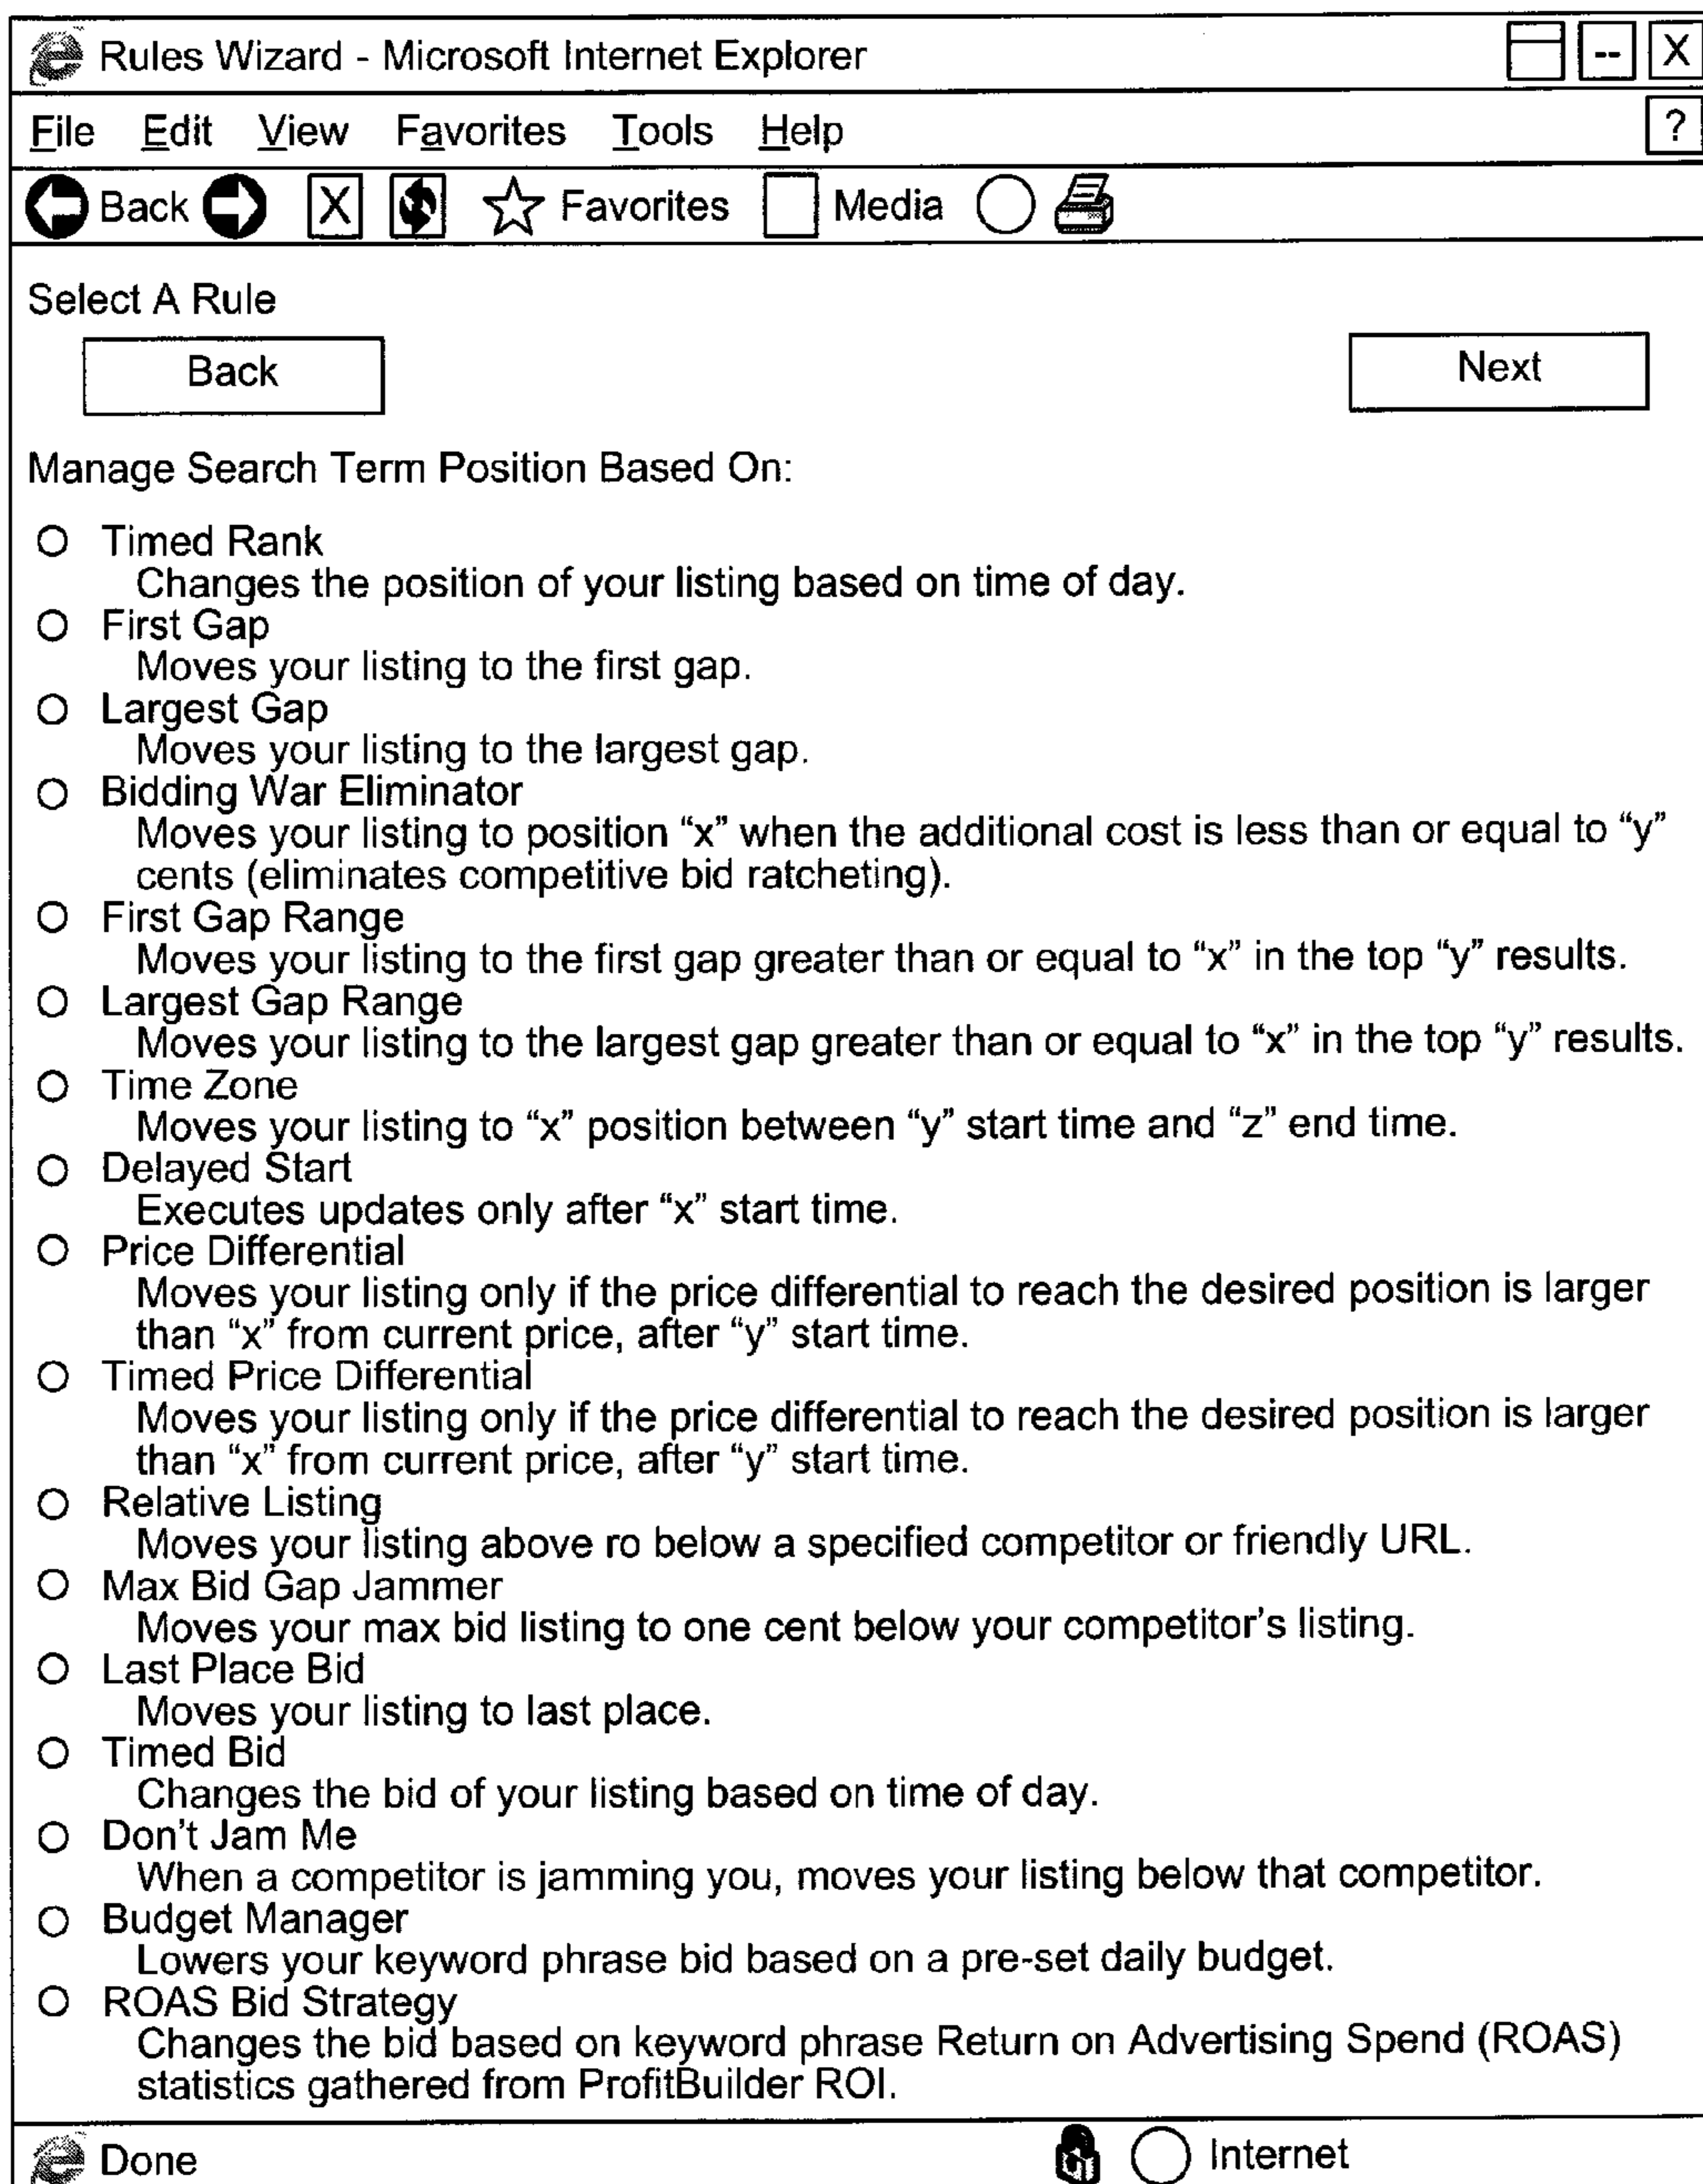 Rules Wizard - Microsoft Internet Explorer -- X
File Edit View Favorites Tools Help ?
Back X Favorites Media
Select A Rule
Back Next
Manage Search Term Position Based On:
Timed Rank
Changes the position of your listing based on time of day.
First Gap
Moves your listing to the first gap.
Largest Gap
Moves your listing to the largest gap.
Bidding War Eliminator
Moves your listing to position “x” when the additional cost is less than or equal to “y”
cents (eliminates competitive bid ratcheting).
First Gap Range
Moves your listing to the first gap greater than or equal to “x” in the top “y” results.
Largest Gap Range
Moves your listing to the largest gap greater than or equal to “x” in the top “y” results.
Time Zone
Moves your listing to “x” position between “y” start time and “z” end time.
Delayed Start
Executes updates only after “x” start time.
Price Differential
Moves your listing only if the price differential to reach the desired position is larger
than “x” from current price, after “y” start time.
Timed Price Differential
Moves your listing only if the price differential to reach the desired position is larger
than “x” from current price, after “y” start time.
Relative Listing
Moves your listing above ro below a specified competitor or friendly URL.
Max Bid Gap Jammer
Moves your max bid listing to one cent below your competitor’s listing.
Last Place Bid
Moves your listing to last place.
Timed Bid
Changes the bid of your listing based on time of day.
Don't Jam Me
When a competitor is jamming you, moves your listing below that competitor.
Budget Manager
Lowers your keyword phrase bid based on a pre-set daily budget.
ROAS Bid Strategy
Changes the bid based on keyword phrase Return on Advertising Spend (ROAS)
statistics gathered from ProfitBuilder ROI.
Done Internet